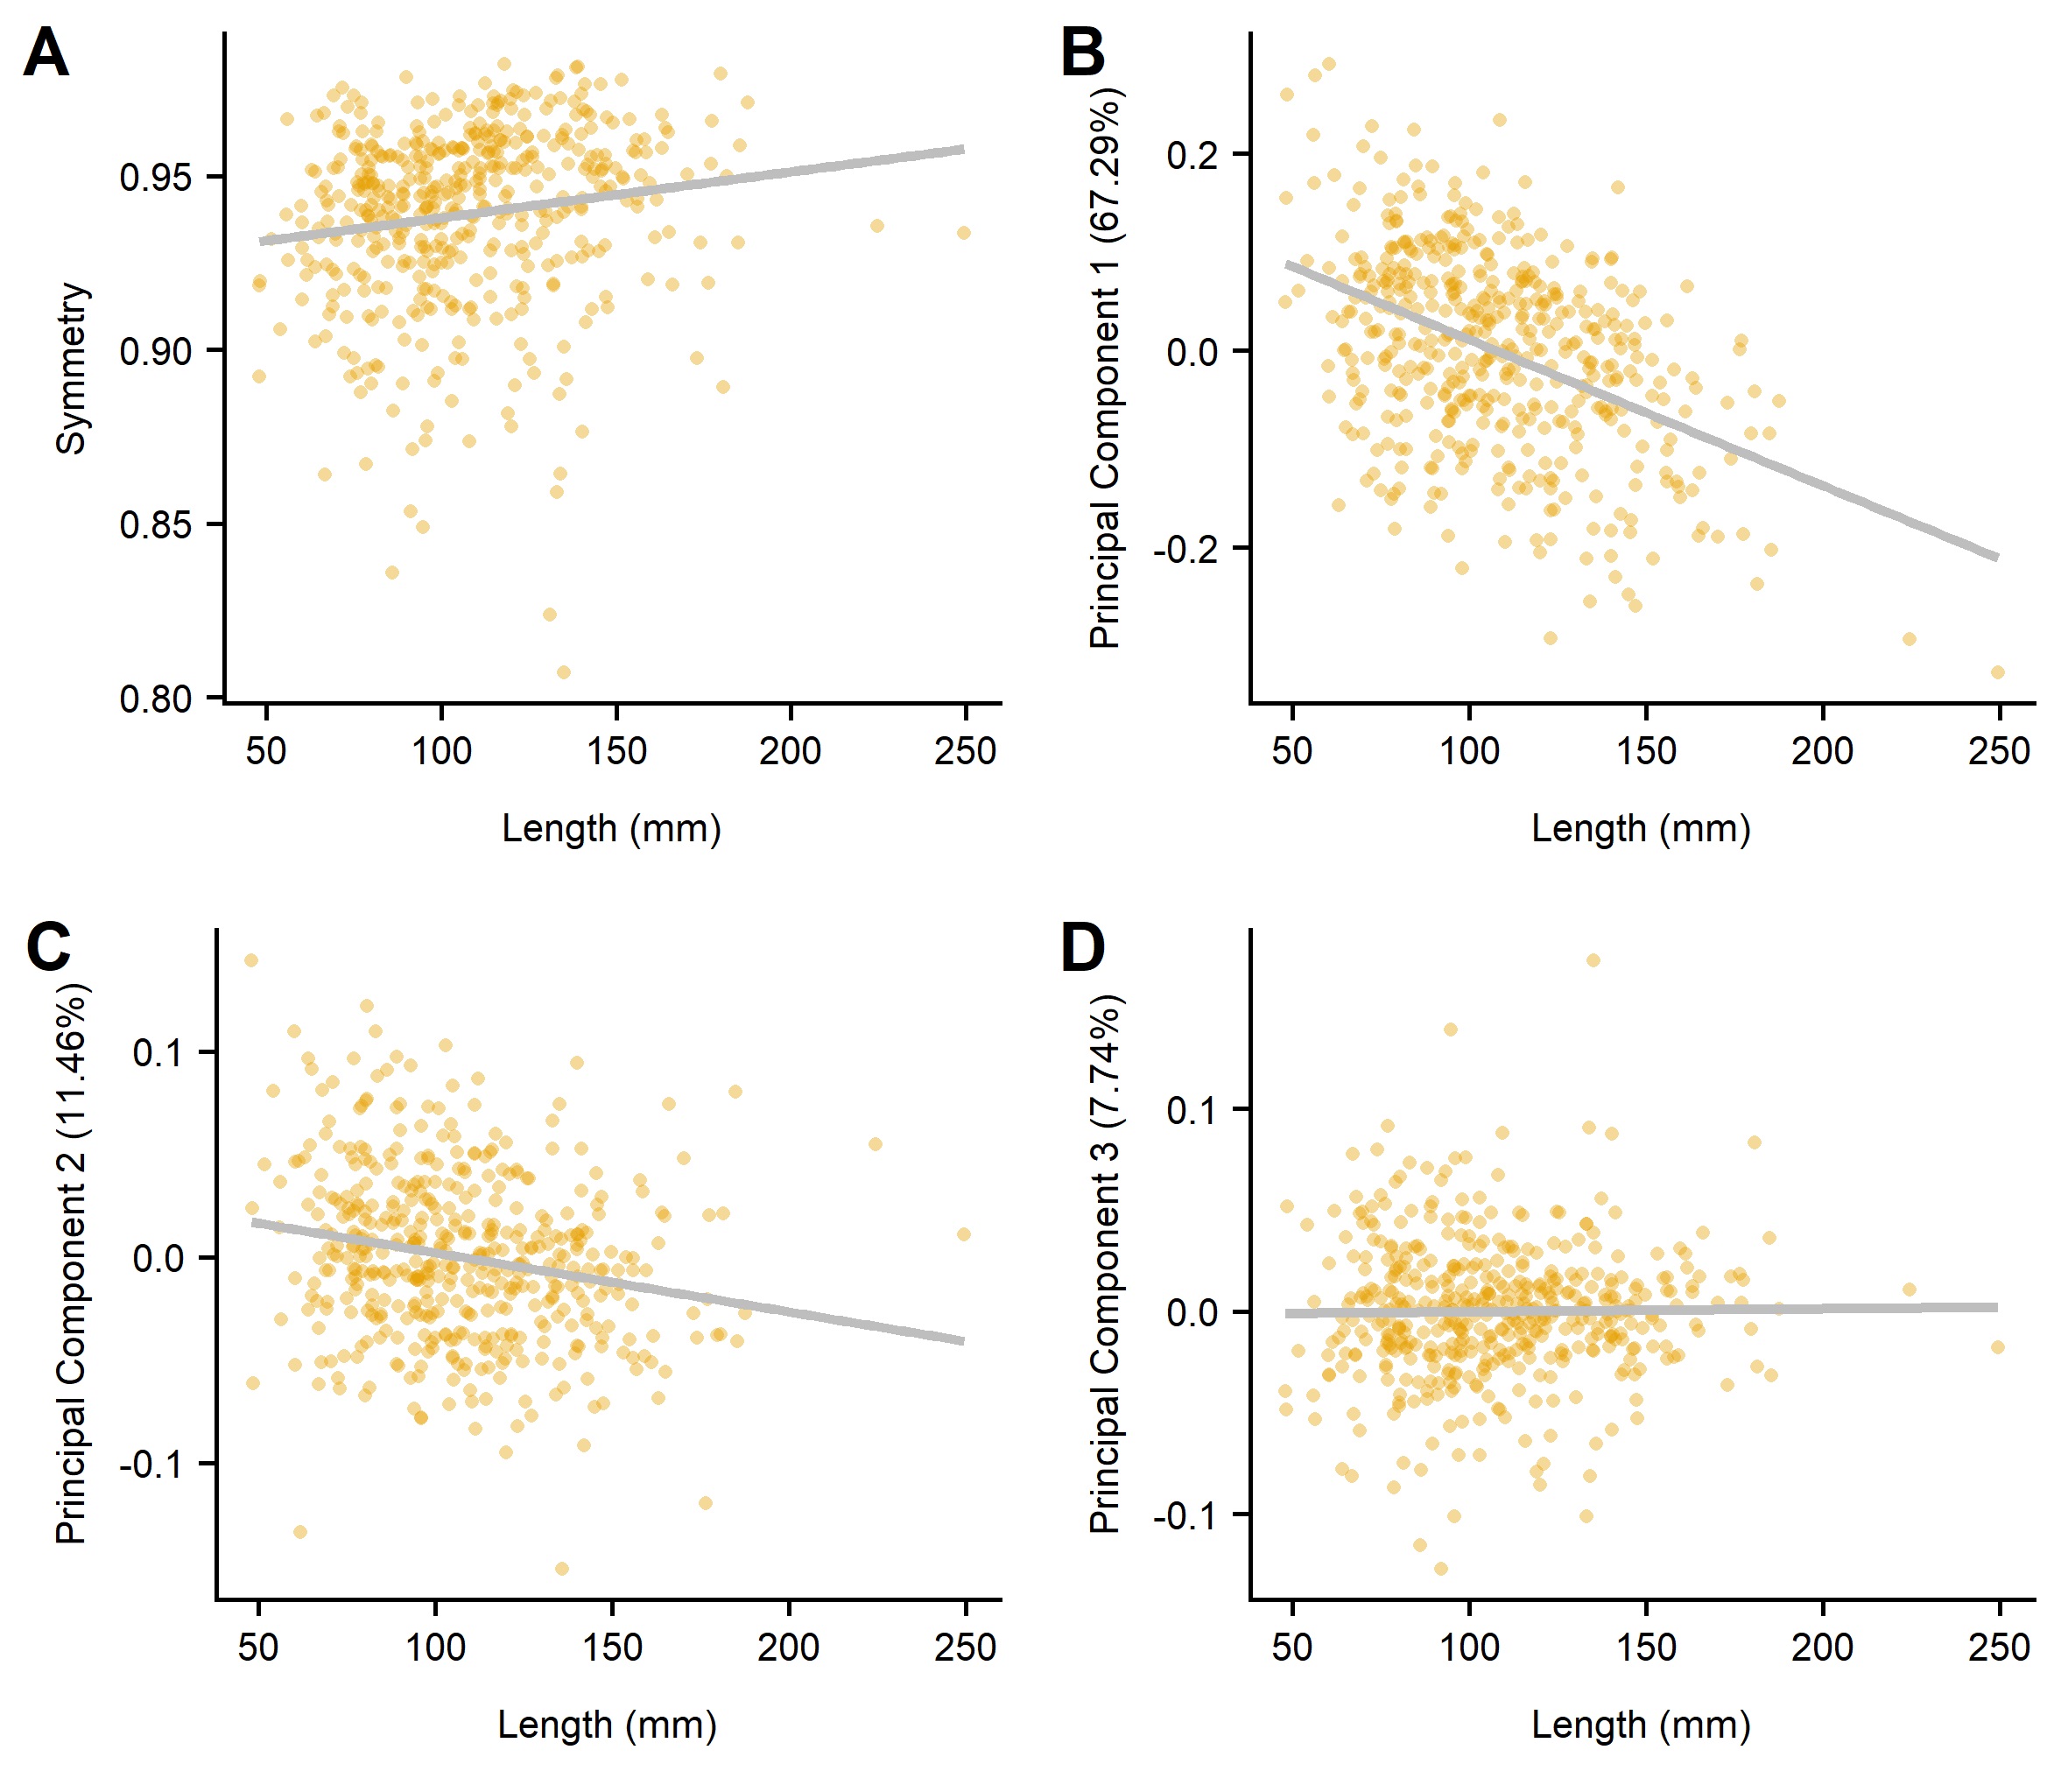 A
Symmetry
0.95
0.90
0.85
0.80
50 100 150 200 250
Length (mm)
B
Principal Component 1 (67.29%)
0.2
0.0
-0.2
50 100 150 200 250
Length (mm)
C
Principal Component 2 (11.46%)
0.1
0.0
-0.1
50 100 150 200 250
Length (mm)
D
Principal Component 3 (7.74%)
0.1
0.0
-0.1
50 100 150 200 250
Length (mm)